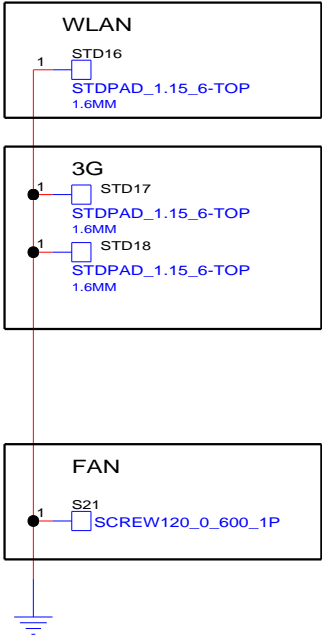 WLAN
STD16
1
STDPAD_1.15_6-TOP
1.6MM
3G
1
STD17
STDPAD_1.15_6-TOP
1.6MM
1
STD18
STDPAD_1.15_6-TOP
1.6MM
FAN
S21
1
SCREW120_0_600_1P